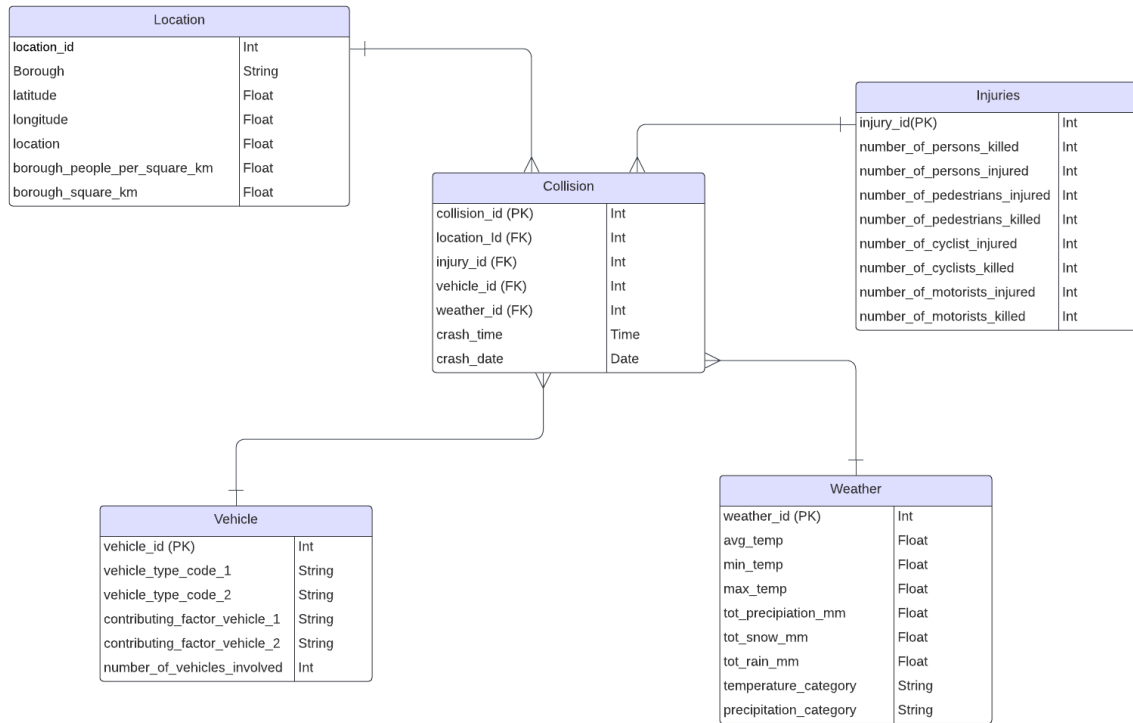 Location
location_id Int
Borough String
latitude Float
longitude Float
location Float
borough_people_per_square_km Float
borough_square_km Float
Injuries
injury_id(PK) Int
number_of_persons_killed Int
number_of_persons_injured Int
number_of_pedestrians_injured Int
number_of_pedestrians_killed Int
number_of_cyclist_injured Int
number_of_cyclists_killed Int
number_of_motorists_injured Int
number_of_motorists_killed Int
Collision
collision_id (PK) Int
location_Id (FK) Int
injury_id (FK) Int
vehicle_id (FK) Int
weather_id (FK) Int
crash_time Time
crash_date Date
Vehicle
vehicle_id (PK) Int
vehicle_type_code_1 String
vehicle_type_code_2 String
contributing_factor_vehicle_1 String
contributing_factor_vehicle_2 String
number_of_vehicles_involved Int
Weather
weather_id (PK) Int
avg_temp Float
min_temp Float
max_temp Float
tot_precipiation_mm Float
tot_snow_mm Float
tot_rain_mm Float
temperature_category String
precipitation_category String